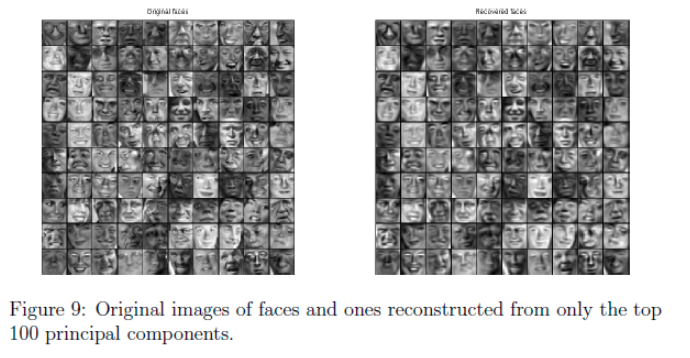 Original faces
Recovered faces
Figure 9: Original images of faces and ones reconstructed from only the top
100 principal components.